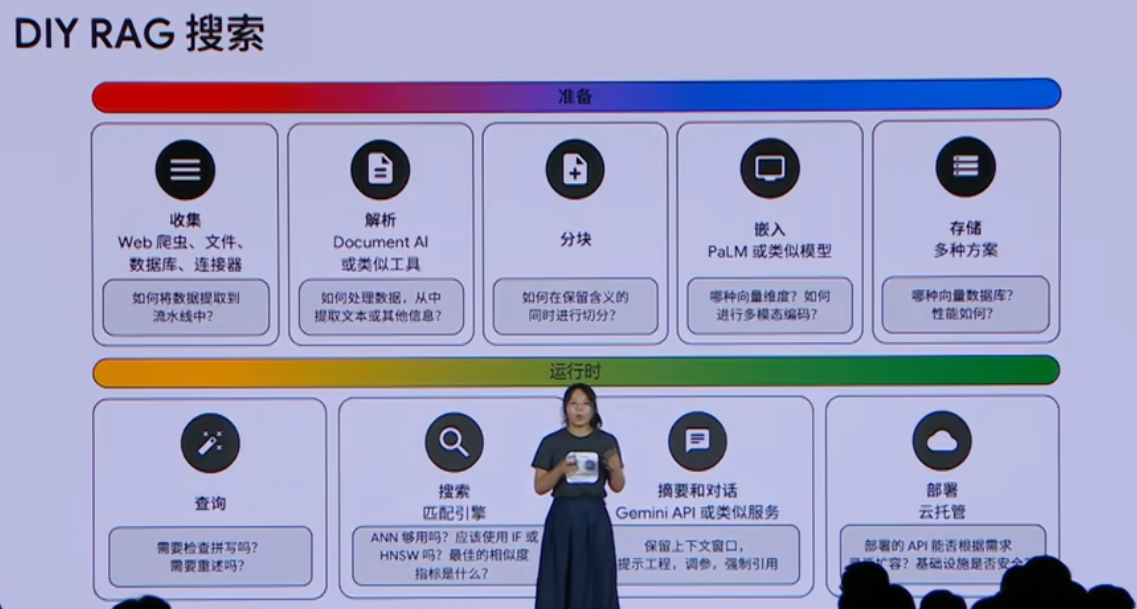 DIY RAG 搜索
准备
收集
Web 爬虫、文件、
数据库、连接器
如何将数据提取到
流水线中?
解析
Document AI
或类似工具
如何处理数据，从中
提取文本或其他信息?
分块
如何在保留含义的
同时进行切分?
嵌入
PaLM 或类似模型
哪种向量维度? 如何
进行多模态编码?
存储
多种方案
哪种向量数据库?
性能如何?
运行时
查询
需要检查拼写吗?
需要重述吗?
搜索
匹配引擎
ANN 够用吗? 应该使用 IF 或
HNSW 吗? 最佳的相似度
指标是什么?
摘要和对话
Gemini API 或类似服务
保留上下文窗口，
提示工程，调参，强制引用
部署
云托管
部署的 API 能否根据需求
扩容? 基础设施是否安全